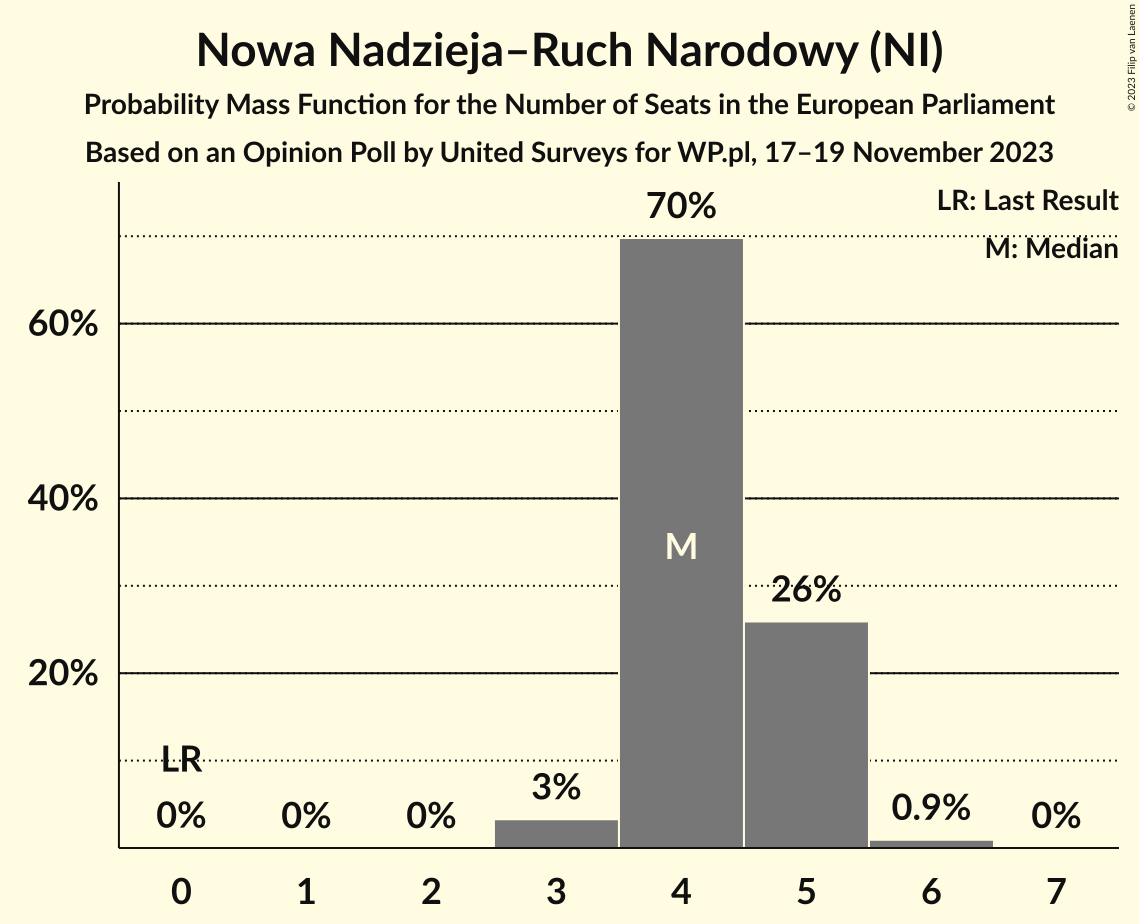 Nowa Nadzieja–Ruch Narodowy (NI)
Probability Mass Function for the Number of Seats in the European Parliament
Based on an Opinion Poll by United Surveys for WP.pl, 17–19 November 2023
© 2023 Filip van Laenen
LR: Last Result
M: Median
70%
60%
40%
M
26%
20%
LR
3%
0.9%
0% 0% 0% 0%
0 1 2 3 4 5 6 7